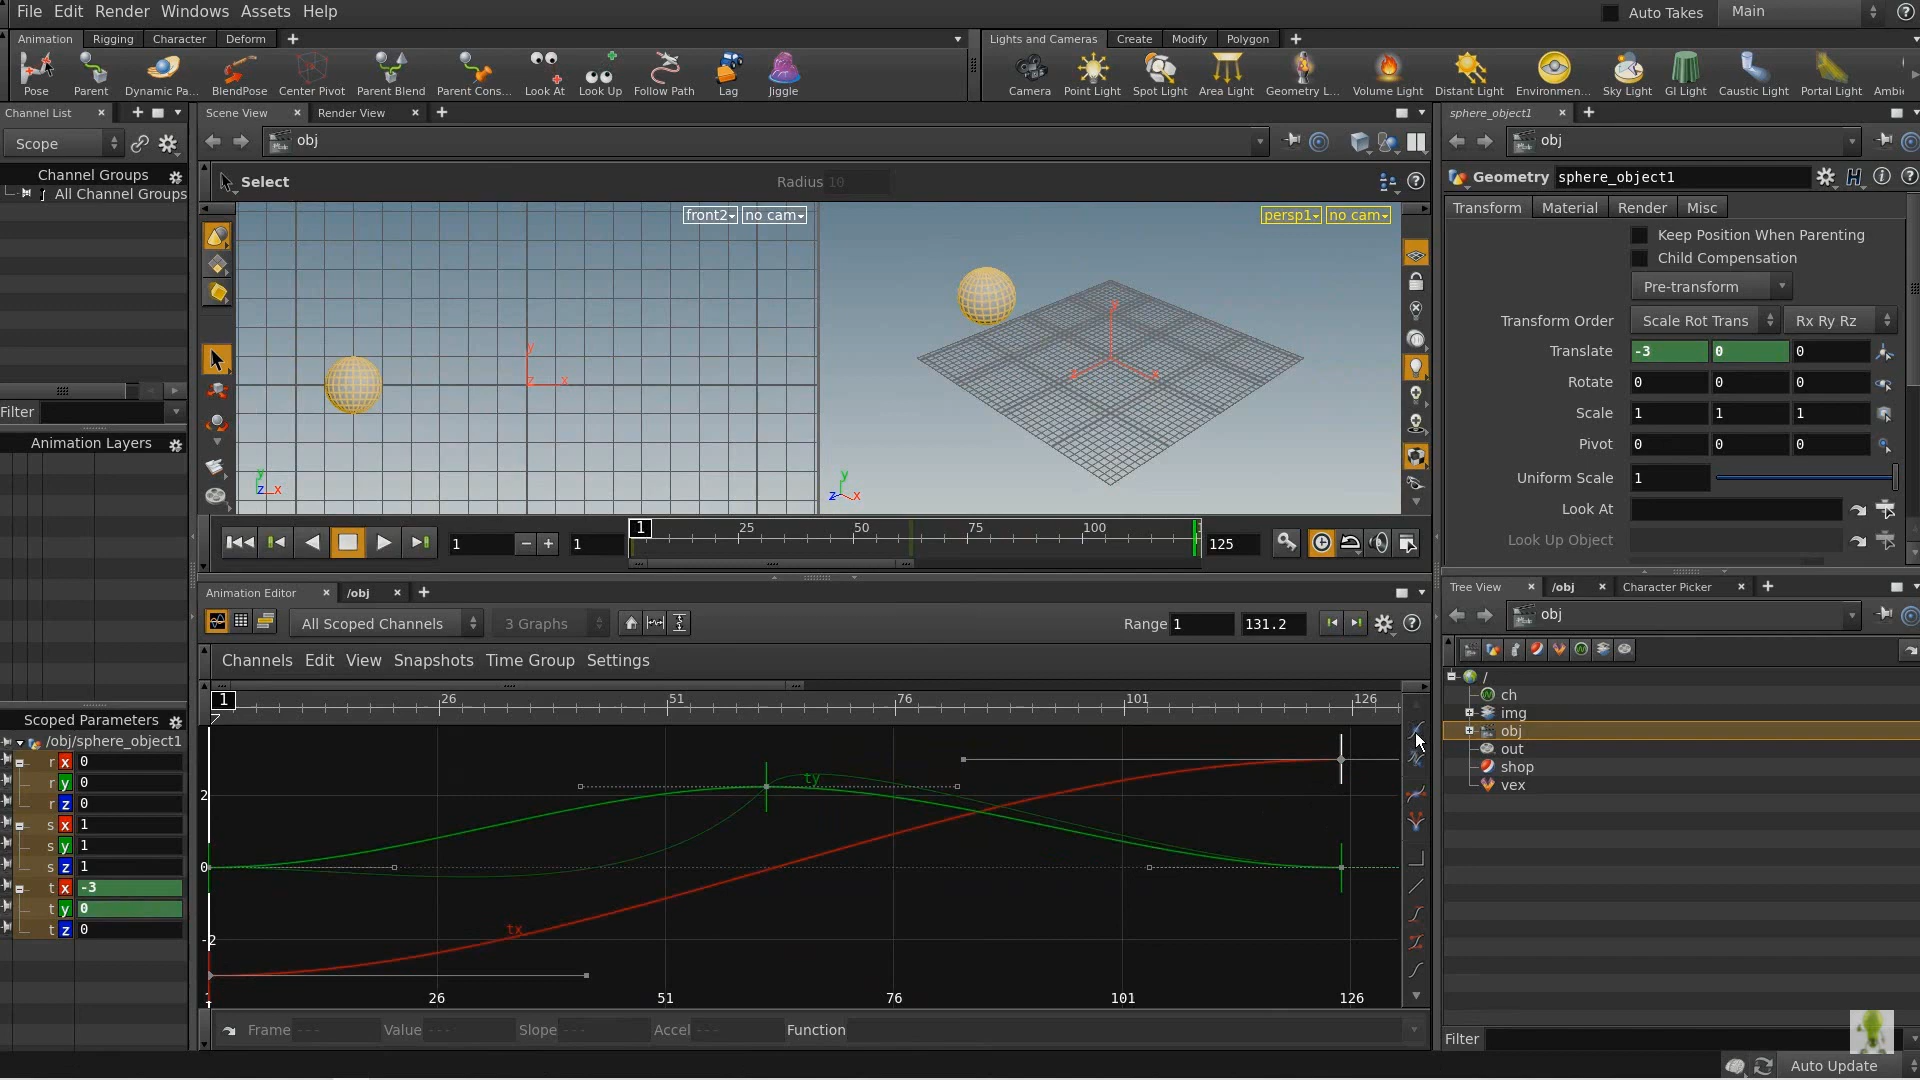 File Edit Render Windows Assets Help
Auto Takes Main
Animation Rigging Character Deform
Lights and Cameras Create Modify Polygon
Pose Parent Dynamic Pa... BlendPose Center Pivot Parent Blend Parent Cons... Look At Look Up Follow Path Lag Jiggle
Camera Point Light Spot Light Area Light Geometry L... Volume Light Distant Light Environmen... Sky Light GI Light Caustic Light Portal Light Ambi
Channel List
Scene View Render View
sphere_object1
Scope
obj
obj
Channel Groups
All Channel Groups
Select
Radius 10
Geometry sphere_object1
Transform Material Render Misc
front2 no cam
persp1 no cam
Keep Position When Parenting
Child Compensation
Pre-transform
Transform Order Scale Rot Trans Rx Ry Rz
Translate -3 0 0
Rotate 0 0 0
Scale 1 1 1
Pivot 0 0 0
Uniform Scale 1
Look At
Look Up Object
y
z x
y
z x
y
z x
Filter
Animation Layers
1 1 1 25 50 75 100 1 125
Animation Editor /obj
Tree View /obj Character Picker
All Scoped Channels 3 Graphs
Range 1 131.2
obj
Channels Edit View Snapshots Time Group Settings
1 26 51 76 101 126
/
ch
img
obj
out
shop
vex
Scoped Parameters
/obj/sphere_object1
r x 0
r y 0
r z 0
s x 1
s y 1
s z 1
t x -3
t y 0
t z 0
2
0
-2
ty
tx
1 26 51 76 101 126
Frame --- Value --- Slope --- Accel --- Function
Filter
Auto Update